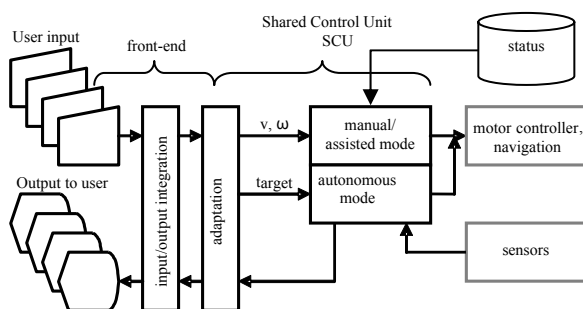 Shared Control Unit
SCU
User input
front-end
status
v, ω
manual/
assisted mode
motor controller,
navigation
input/output integration
adaptation
Output to user
target
autonomous
mode
sensors